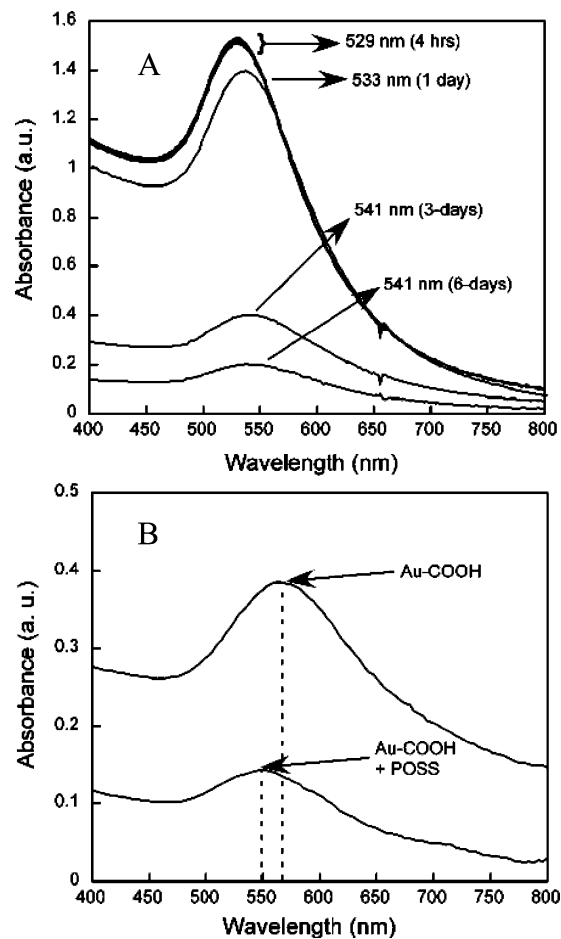 A
1.6
1.4
1.2
1
0.8
0.6
0.4
0.2
0
Absorbance (a.u.)
529 nm (4 hrs)
533 nm (1 day)
541 nm (3-days)
541 nm (6-days)
400 450 500 550 600 650 700 750 800
Wavelength (nm)
B
0.5
0.4
0.3
0.2
0.1
0
Absorbance (a. u.)
Au-COOH
Au-COOH
+ POSS
400 450 500 550 600 650 700 750 800
Wavelength (nm)